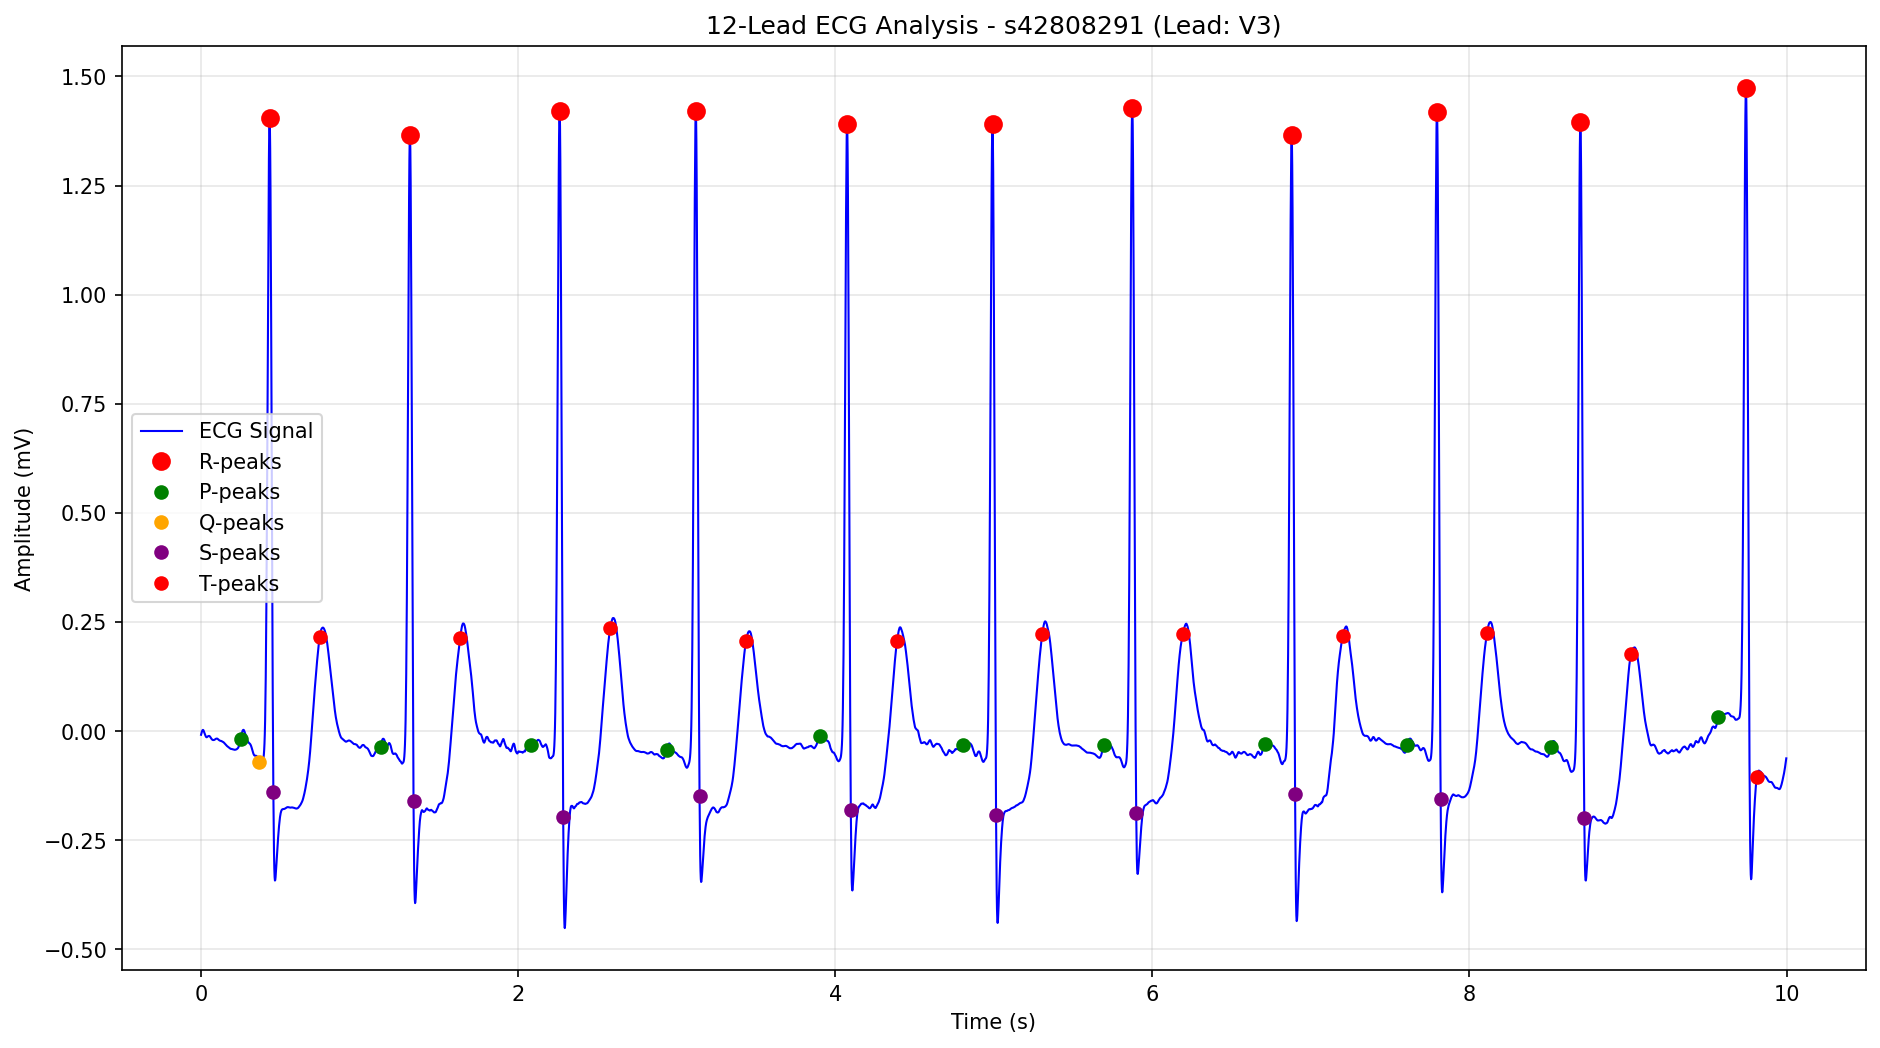 12-Lead ECG Analysis - s42808291 (Lead: V3)
1.50
1.25
1.00
0.75
0.50
0.25
0.00
−0.25
−0.50
Amplitude (mV)
ECG Signal
R-peaks
P-peaks
Q-peaks
S-peaks
T-peaks
0 2 4 6 8 10
Time (s)